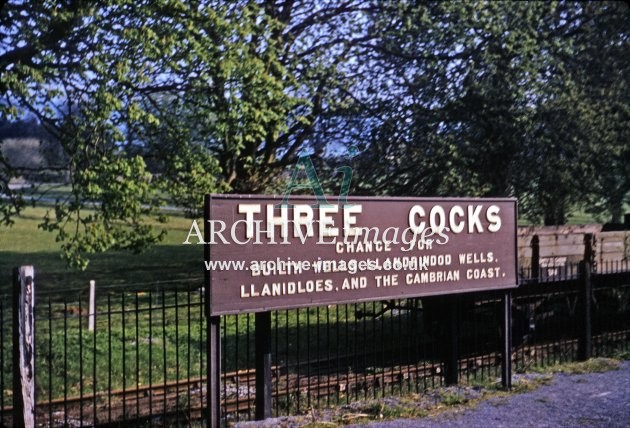 THREE COCKS
CHANGE FOR
BUILTH WELLS, LLANDRINDOD WELLS,
LLANIDLOES, AND THE CAMBRIAN COAST.
Ai
ARCHIVE images
www.archiveimages.co.uk